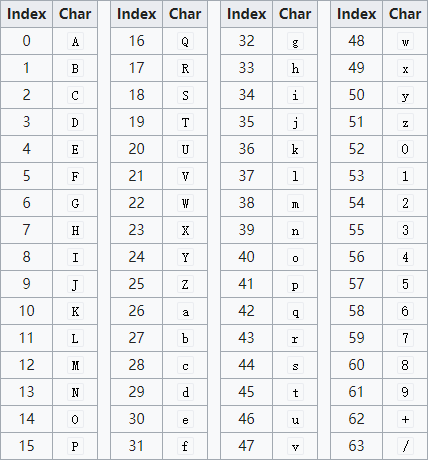 Index Char Index Char Index Char Index Char
0 A 16 Q 32 g 48 w
1 B 17 R 33 h 49 x
2 C 18 S 34 i 50 y
3 D 19 T 35 j 51 z
4 E 20 U 36 k 52 0
5 F 21 V 37 l 53 1
6 G 22 W 38 m 54 2
7 H 23 X 39 n 55 3
8 I 24 Y 40 o 56 4
9 J 25 Z 41 p 57 5
10 K 26 a 42 q 58 6
11 L 27 b 43 r 59 7
12 M 28 c 44 s 60 8
13 N 29 d 45 t 61 9
14 O 30 e 46 u 62 +
15 P 31 f 47 v 63 /